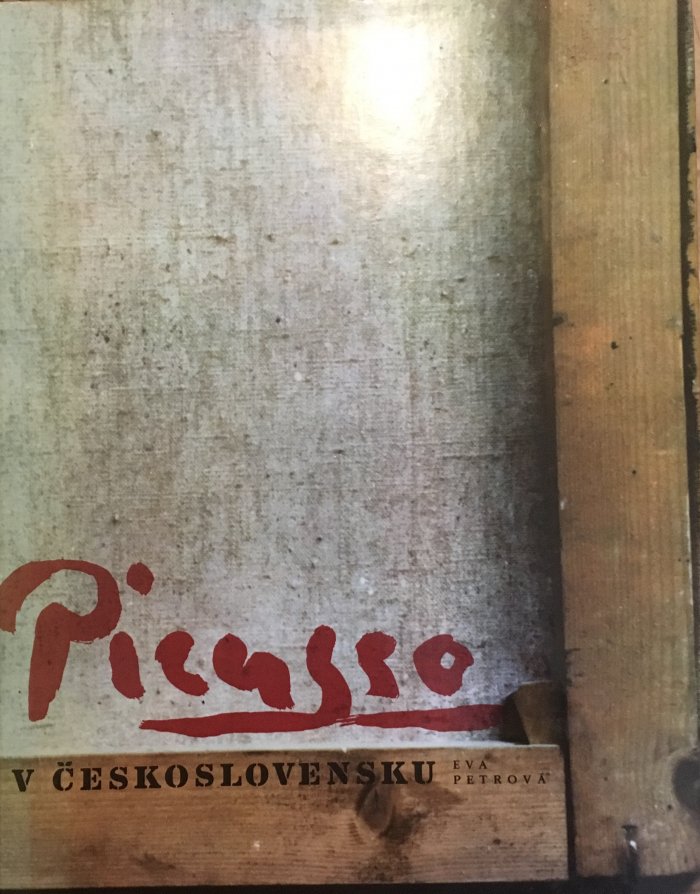 Picasso
V ČESKOSLOVENSKU
EVA
PETROVÁ